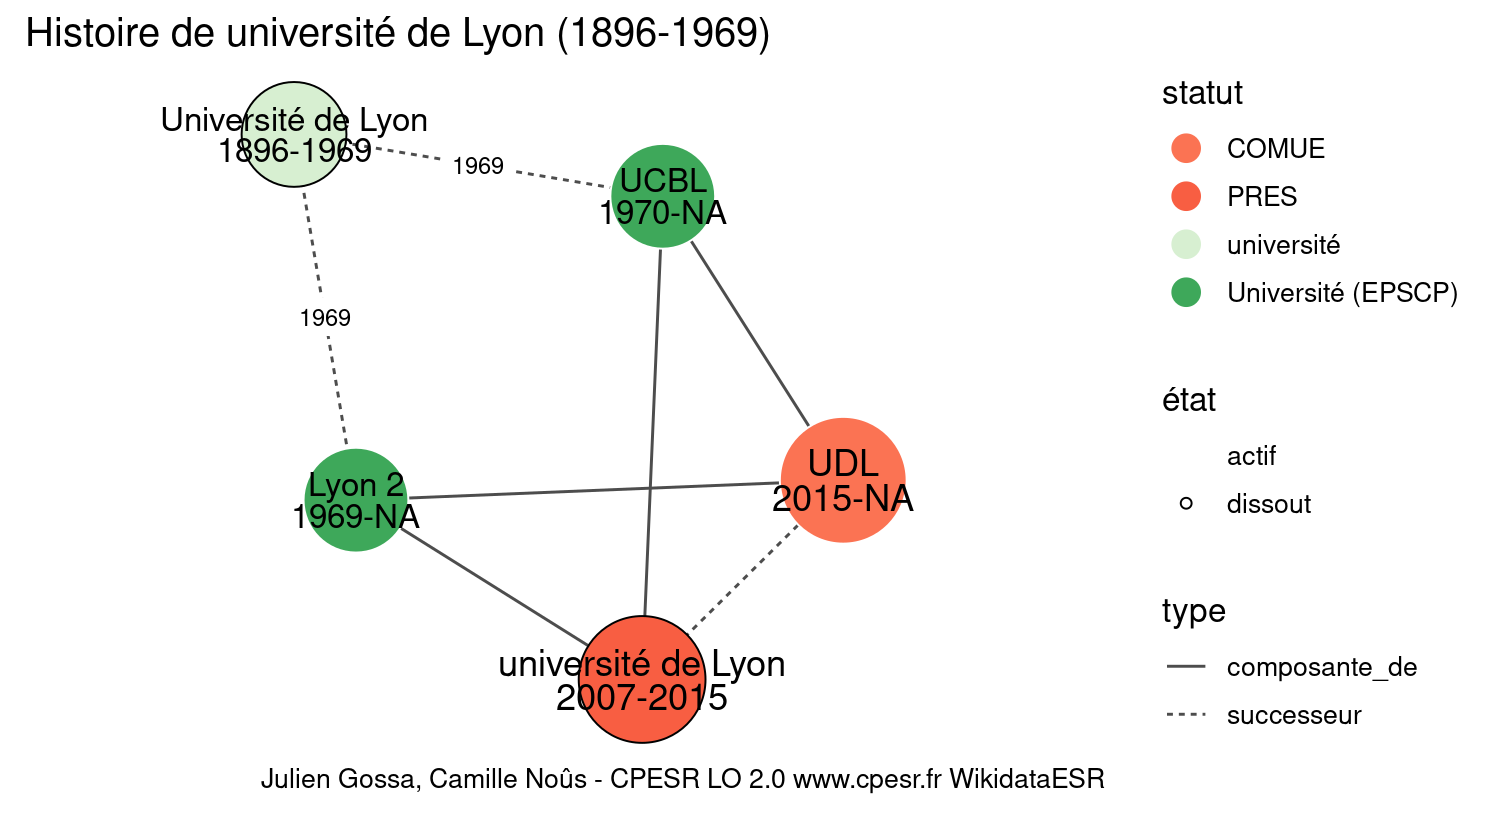 Histoire de université de Lyon (1896-1969)
Université de Lyon
1896-1969
1969
UCBL
1970-NA
1969
Lyon 2
1969-NA
UDL
2015-NA
université de Lyon
2007-2015
statut
COMUE
PRES
université
Université (EPSCP)
état
actif
dissout
type
composante_de
successeur
Julien Gossa, Camille Noûs - CPESR LO 2.0 www.cpesr.fr WikidataESR